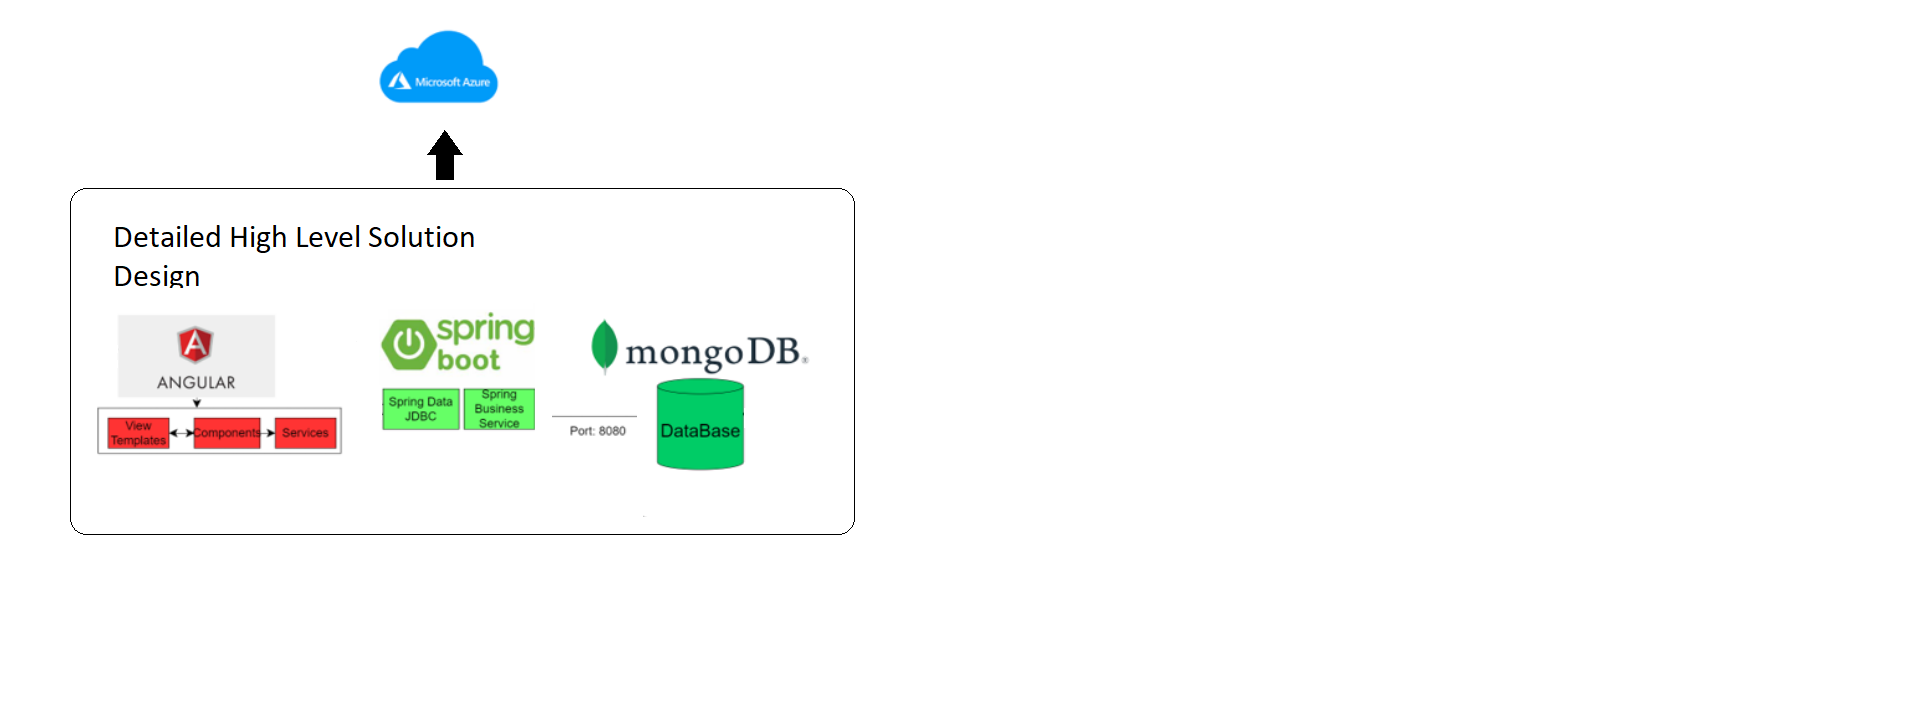 Microsoft Azure
Detailed High Level Solution
Design
ANGULAR
View
Templates
Components
Services
spring
boot
Spring Data
JDBC
Spring
Business
Service
Port: 8080
mongoDB®
DataBase